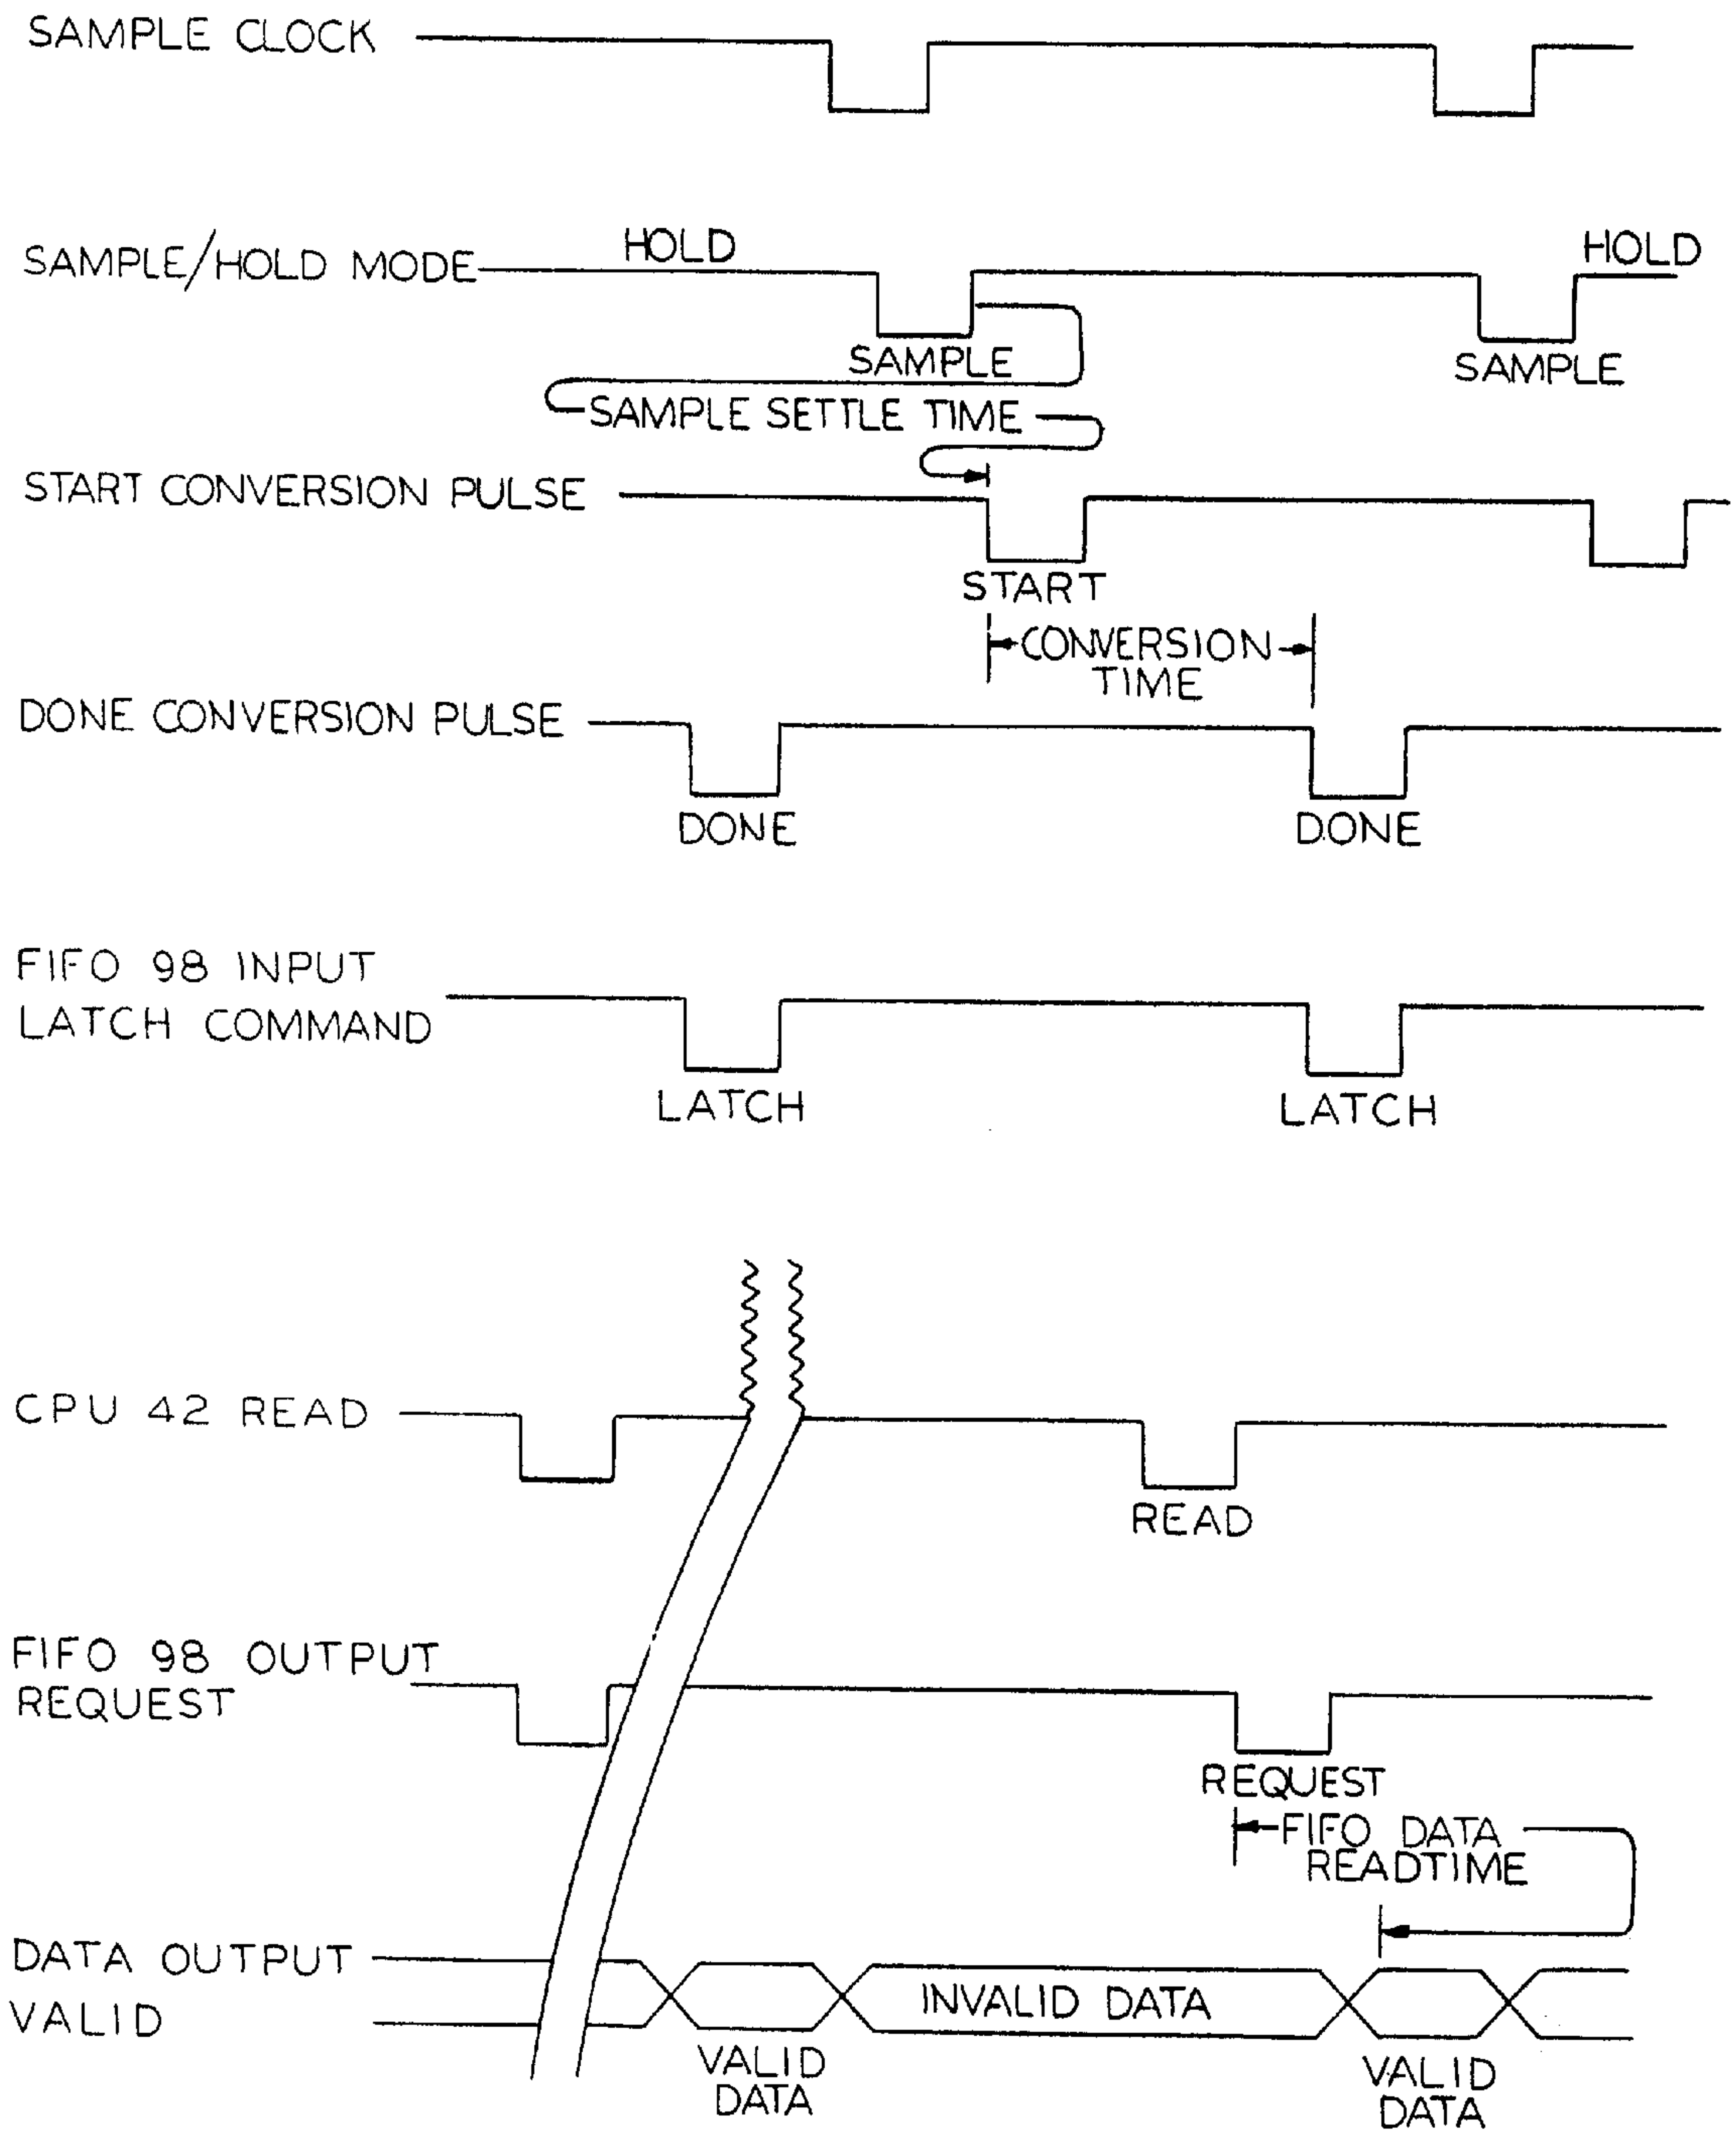 SAMPLE CLOCK
SAMPLE/HOLD MODE
HOLD
HOLD
SAMPLE
SAMPLE
SAMPLE SETTLE TIME
START CONVERSION PULSE
START
CONVERSION
TIME
DONE CONVERSION PULSE
DONE
DONE
FIFO 98 INPUT
LATCH COMMAND
LATCH
LATCH
CPU 42 READ
READ
FIFO 98 OUTPUT
REQUEST
REQUEST
FIFO DATA
READTIME
DATA OUTPUT
VALID
INVALID DATA
VALID
DATA
VALID
DATA